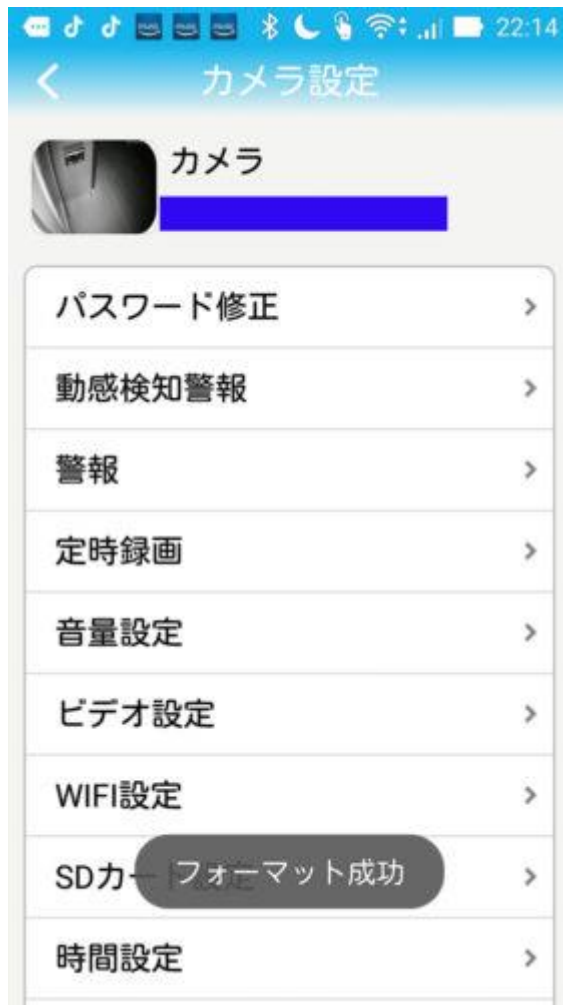 22:14
カメラ設定
カメラ
パスワード修正
動感検知警報
警報
定時録画
音量設定
ビデオ設定
WIFI設定
SDカード設定
フォーマット成功
時間設定